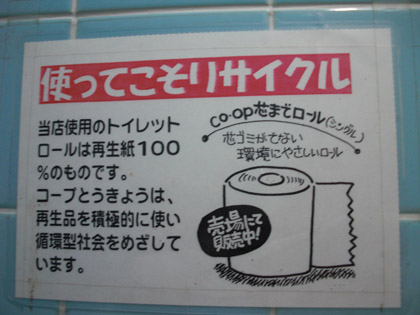 使ってこそリサイクル
当店使用のトイレット
ロールは再生紙100
%のものです。
コープとうきょうは、
再生品を積極的に使い
循環型社会をめざして
います。
CO・OP芯までロール(シングル)
芯ゴミがでない
環境にやさしいロール
売場にて
販売中!